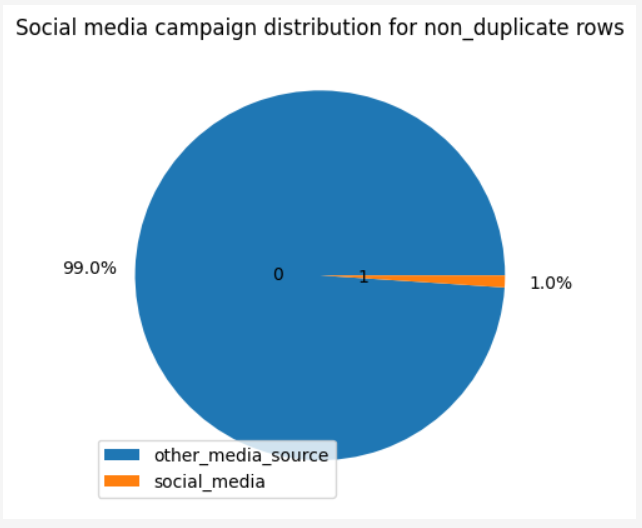 Social media campaign distribution for non_duplicate rows
99.0%
0
1
1.0%
other_media_source
social_media